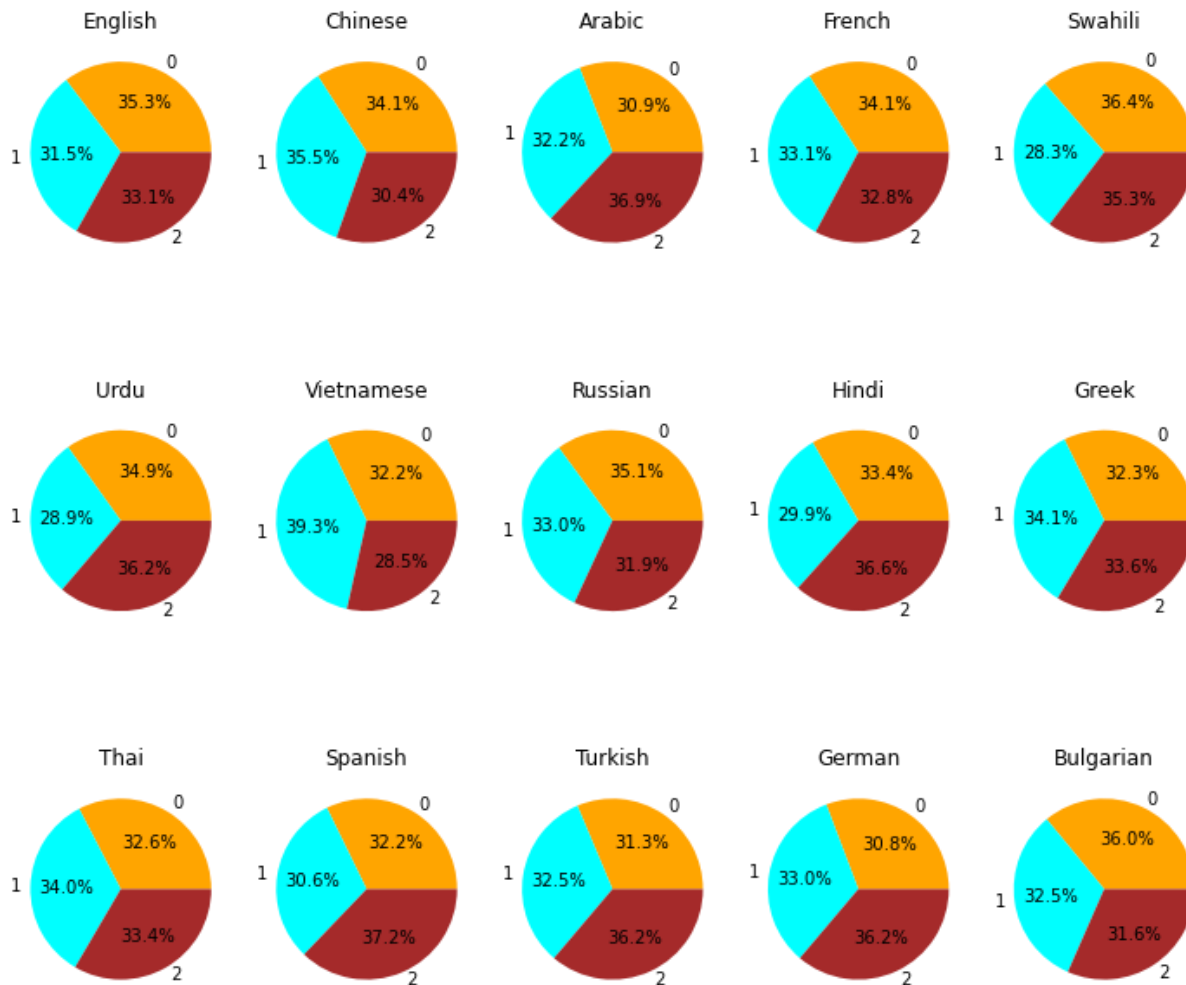 English Chinese Arabic French Swahili
0 0 0 0 0
35.3% 34.1% 30.9% 34.1% 36.4%
1 31.5% 1 35.5% 1 32.2% 1 33.1% 1 28.3%
33.1% 30.4% 36.9% 32.8% 35.3%
2 2 2 2 2
Urdu Vietnamese Russian Hindi Greek
0 0 0 0 0
34.9% 32.2% 35.1% 33.4% 32.3%
1 28.9% 1 39.3% 1 33.0% 1 29.9% 1 34.1%
36.2% 28.5% 31.9% 36.6% 33.6%
2 2 2 2 2
Thai Spanish Turkish German Bulgarian
0 0 0 0 0
32.6% 32.2% 31.3% 30.8% 36.0%
1 34.0% 1 30.6% 1 32.5% 1 33.0% 1 32.5%
33.4% 37.2% 36.2% 36.2% 31.6%
2 2 2 2 2